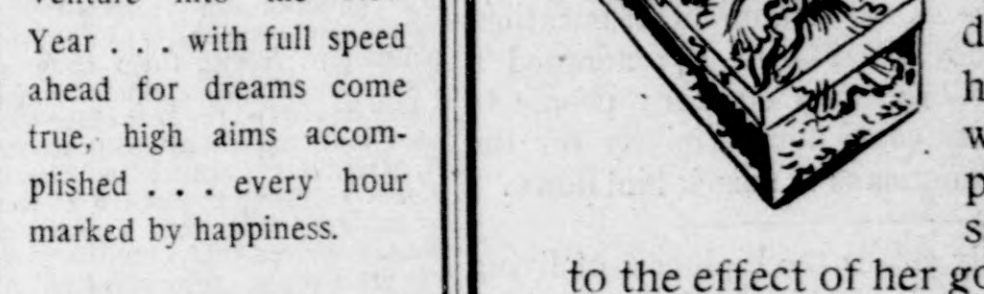 Year . . . with full speed
ahead for dreams come
true, high aims accom-
plished . . . every hour
marked by happiness.
to the effect of her